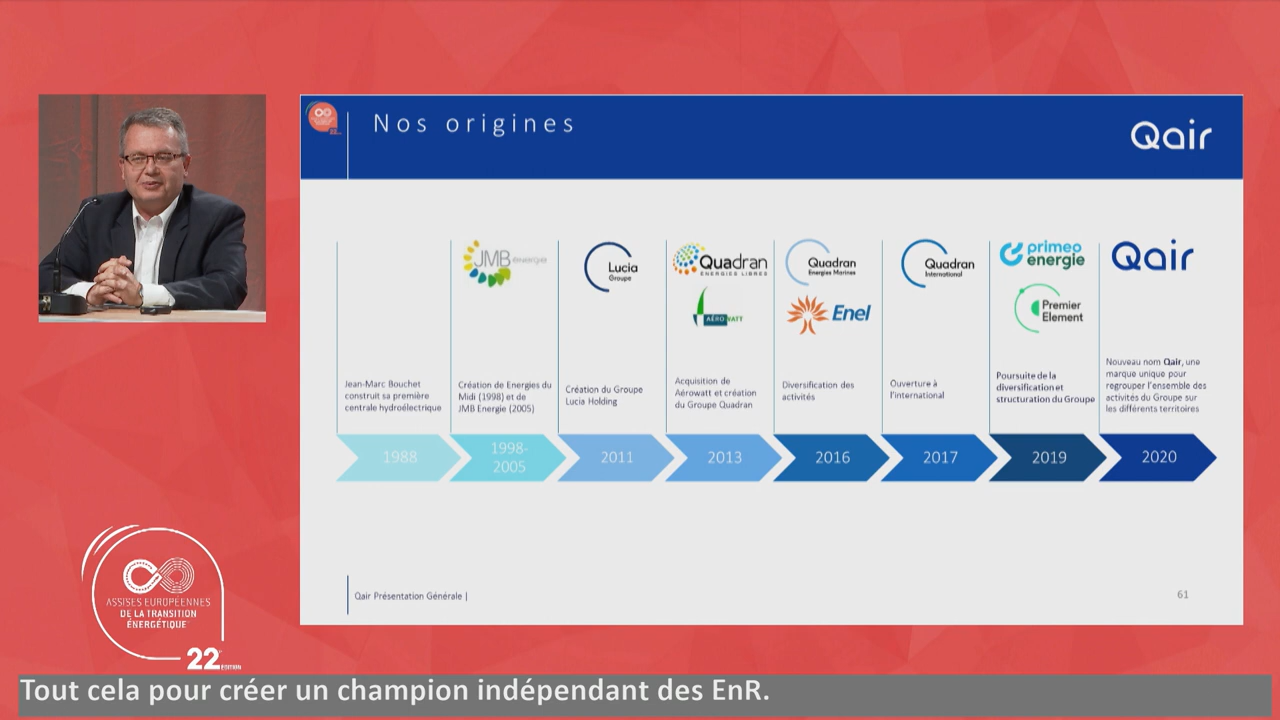 Nos origines
Qair
JMB énergie
Lucia
Groupe
Quadran
ENERGIES LIBRES
AÉROWATT
Quadran
Energies Marines
Enel
Quadran
International
primeo
energie
Premier
Element
Qair
Jean-Marc Bouchet
construit sa première
centrale hydroélectrique
Création de Energies du
Midi (1998) et de
JMB Energie (2005)
Création du Groupe
Lucia Holding
Acquisition de
Aérowatt et création
du Groupe Quadran
Diversification des
activités
Ouverture à
l'international
Poursuite de la
diversification et
structuration du Groupe
Nouveau nom Qair, une
marque unique pour
regrouper l'ensemble des
activités du Groupe sur
les différents territoires
1988
1998-
2005
2011
2013
2016
2017
2019
2020
Qair Présentation Générale |
61
ASSISES EUROPÉENNES
DE LA TRANSITION
ÉNERGÉTIQUE
22e ÉDITION
Tout cela pour créer un champion indépendant des EnR.